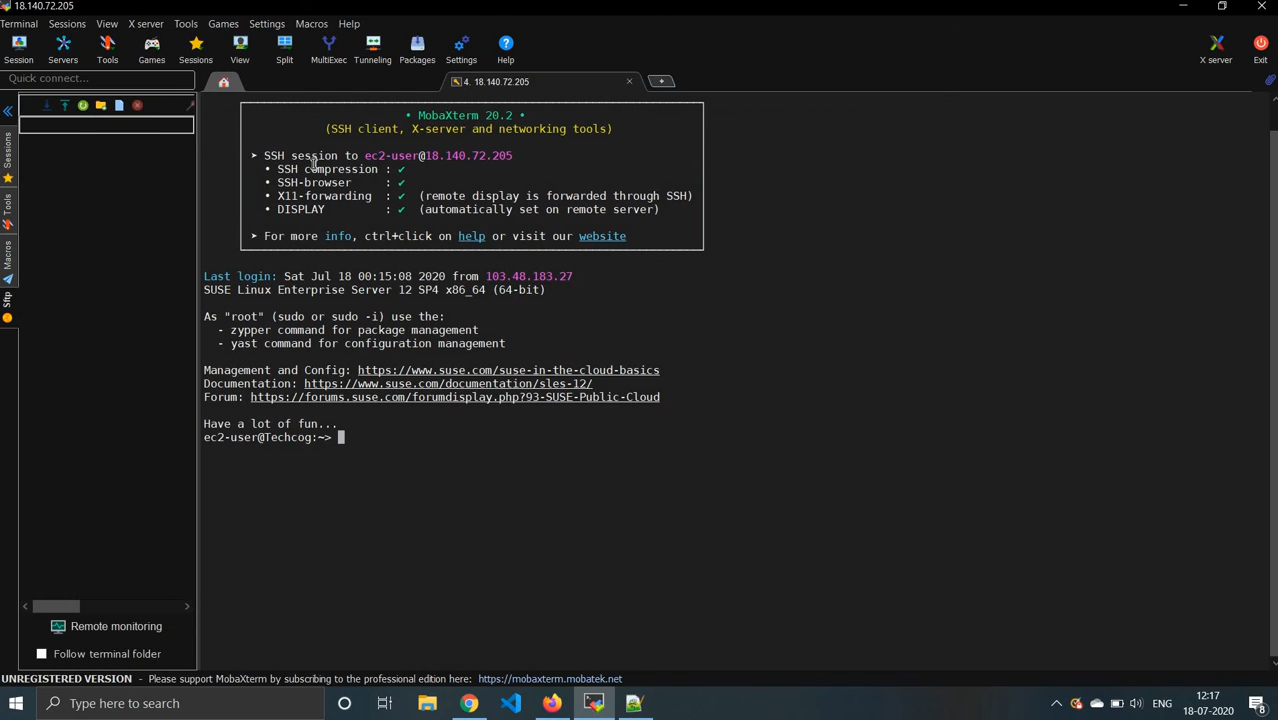 18.140.72.205
Terminal Sessions View X server Tools Games Settings Macros Help
Session Servers Tools Games Sessions View Split MultiExec Tunneling Packages Settings Help X server Exit
Quick connect...
4. 18.140.72.205
Sessions
Tools
Macros
Sftp
• MobaXterm 20.2 •
(SSH client, X-server and networking tools)
➤ SSH session to ec2-user@18.140.72.205
• SSH compression : ✔
• SSH-browser : ✔
• X11-forwarding : ✔ (remote display is forwarded through SSH)
• DISPLAY : ✔ (automatically set on remote server)
➤ For more info, ctrl+click on help or visit our website
Last login: Sat Jul 18 00:15:08 2020 from 103.48.183.27
SUSE Linux Enterprise Server 12 SP4 x86_64 (64-bit)
As "root" (sudo or sudo -i) use the:
- zypper command for package management
- yast command for configuration management
Management and Config: https://www.suse.com/suse-in-the-cloud-basics
Documentation: https://www.suse.com/documentation/sles-12/
Forum: https://forums.suse.com/forumdisplay.php?93-SUSE-Public-Cloud
Have a lot of fun...
ec2-user@Techcog:~>
Remote monitoring
Follow terminal folder
UNREGISTERED VERSION - Please support MobaXterm by subscribing to the professional edition here: https://mobaxterm.mobatek.net
Type here to search
ENG
12:17
18-07-2020
8